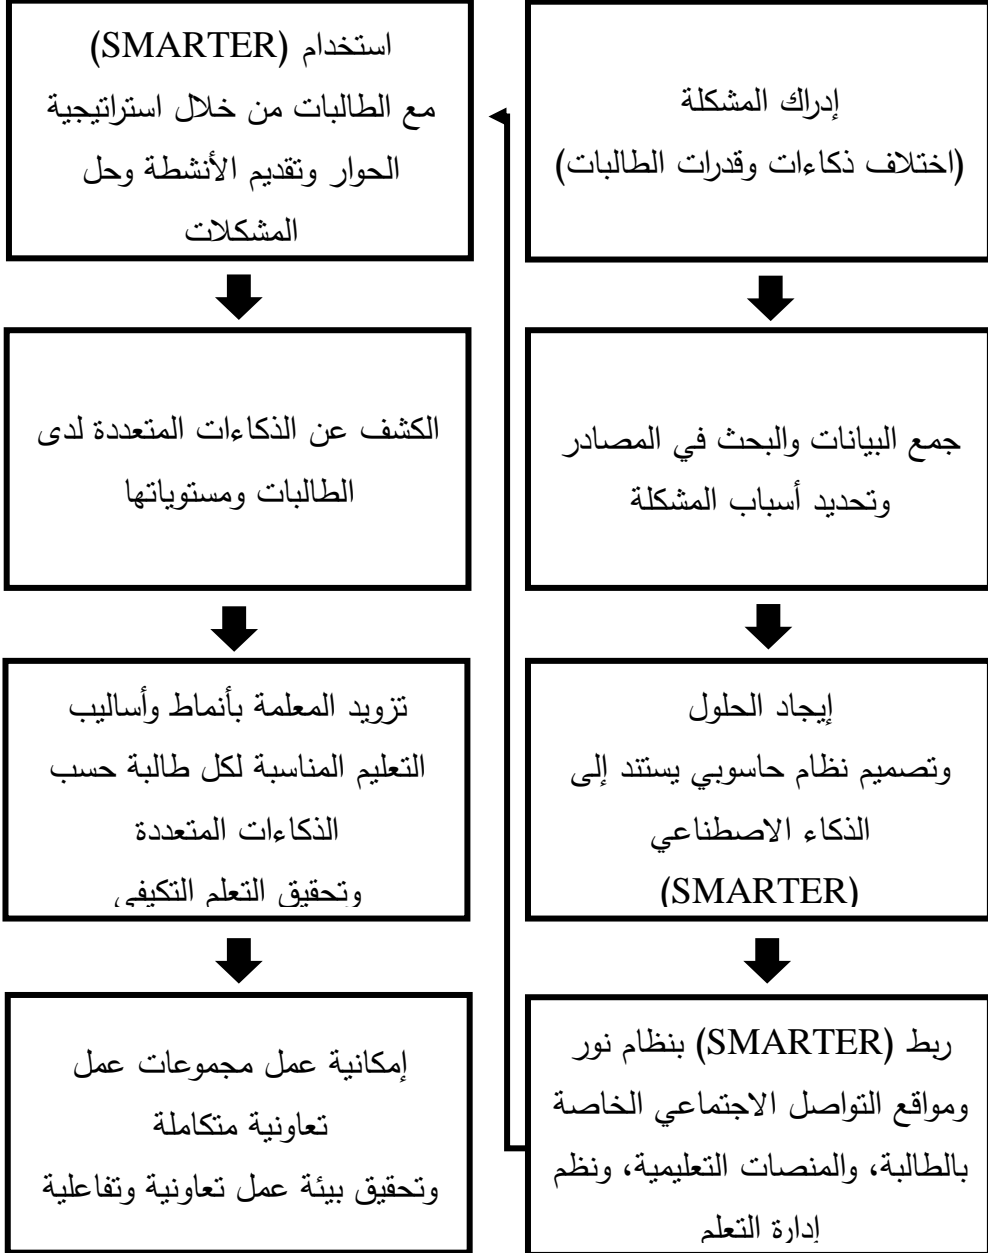 إدراك المشكلة
(اختلاف ذكاءات وقدرات الطالبات)
جمع البيانات والبحث في المصادر
وتحديد أسباب المشكلة
إيجاد الحلول
وتصميم نظام حاسوبي يستند إلى
الذكاء الاصطناعي
(SMARTER)
ربط (SMARTER) بنظام نور
ومواقع التواصل الاجتماعي الخاصة
بالطالبة، والمنصات التعليمية، ونظم
إدارة التعلم
استخدام (SMARTER)
مع الطالبات من خلال استراتيجية
الحوار وتقديم الأنشطة وحل
المشكلات
الكشف عن الذكاءات المتعددة لدى
الطالبات ومستوياتها
تزويد المعلمة بأنماط وأساليب
التعليم المناسبة لكل طالبة حسب
الذكاءات المتعددة
وتحقيق التعلم التكيفي
إمكانية عمل مجموعات عمل
تعاونية متكاملة
وتحقيق بيئة عمل تعاونية وتفاعلية